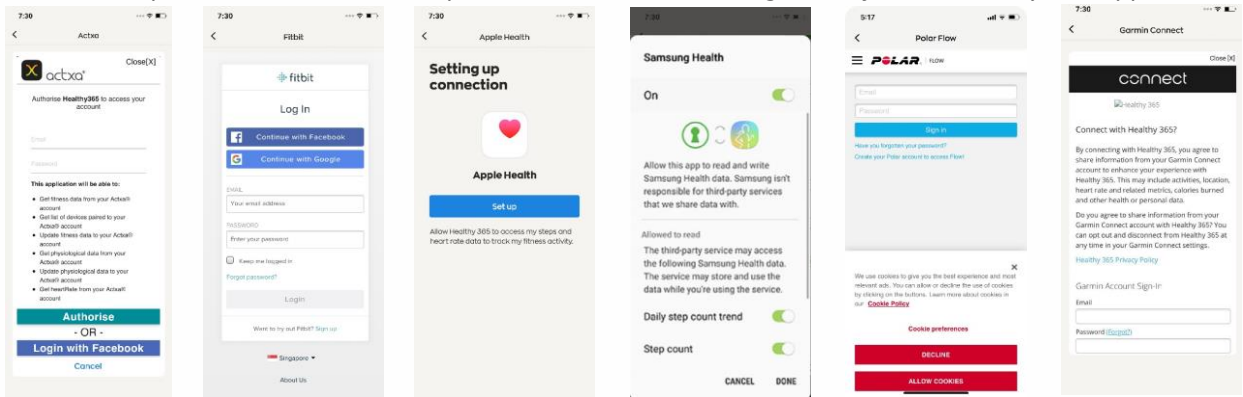 7:30
Actxa
Close[X]
actxa
Authorise Healthy365 to access your
account
Email
Password
This application will be able to:
Get fitness data from your Actxa®
account
Get list of devices paired to your
Actxa® account
Update fitness data to your Actxa®
account
Get physiological data from your
Actxa® account
Update physiological data to your
Actxa® account
Get heartRate from your Actxa®
account
Authorise
- OR -
Login with Facebook
Cancel
7:30
Fitbit
fitbit
Log In
Continue with Facebook
Continue with Google
EMAIL
Your email address
PASSWORD
Enter your password
Keep me logged in
Forgot password?
Login
Want to try out Fitbit? Sign up
Singapore
About Us
7:30
Apple Health
Setting up
connection
Apple Health
Set up
Allow Healthy 365 to access my steps and
heart rate data to track my fitness activity.
7:30
Samsung Health
On
Allow this app to read and write
Samsung Health data. Samsung isn't
responsible for third-party services
that we share data with.
Allowed to read
The third-party service may access
the following Samsung Health data.
The service may store and use the
data while you're using the service.
Daily step count trend
Step count
CANCEL DONE
5:17
Polar Flow
POLAR. FLOW
Email
Password
Sign in
Have you forgotten your password?
Create your Polar account to access Flow!
We use cookies to give you the best experience and most
relevant ads. You can allow or decline the use of cookies
by clicking on the buttons. Learn more about cookies in
our Cookie Policy
Cookie preferences
DECLINE
ALLOW COOKIES
7:30
Garmin Connect
Close [X]
connect
Healthy 365
Connect with Healthy 365?
By connecting with Healthy 365, you agree to
share information from your Garmin Connect
account to enhance your experience with
Healthy 365. This may include activities, location,
heart rate and related metrics, calories burned
and other health or personal data.
Do you agree to share information from your
Garmin Connect account with Healthy 365? You
can opt out and disconnect from Healthy 365 at
any time in your Garmin Connect settings.
Healthy 365 Privacy Policy
Garmin Account Sign-In
Email
Password (Forgot?)